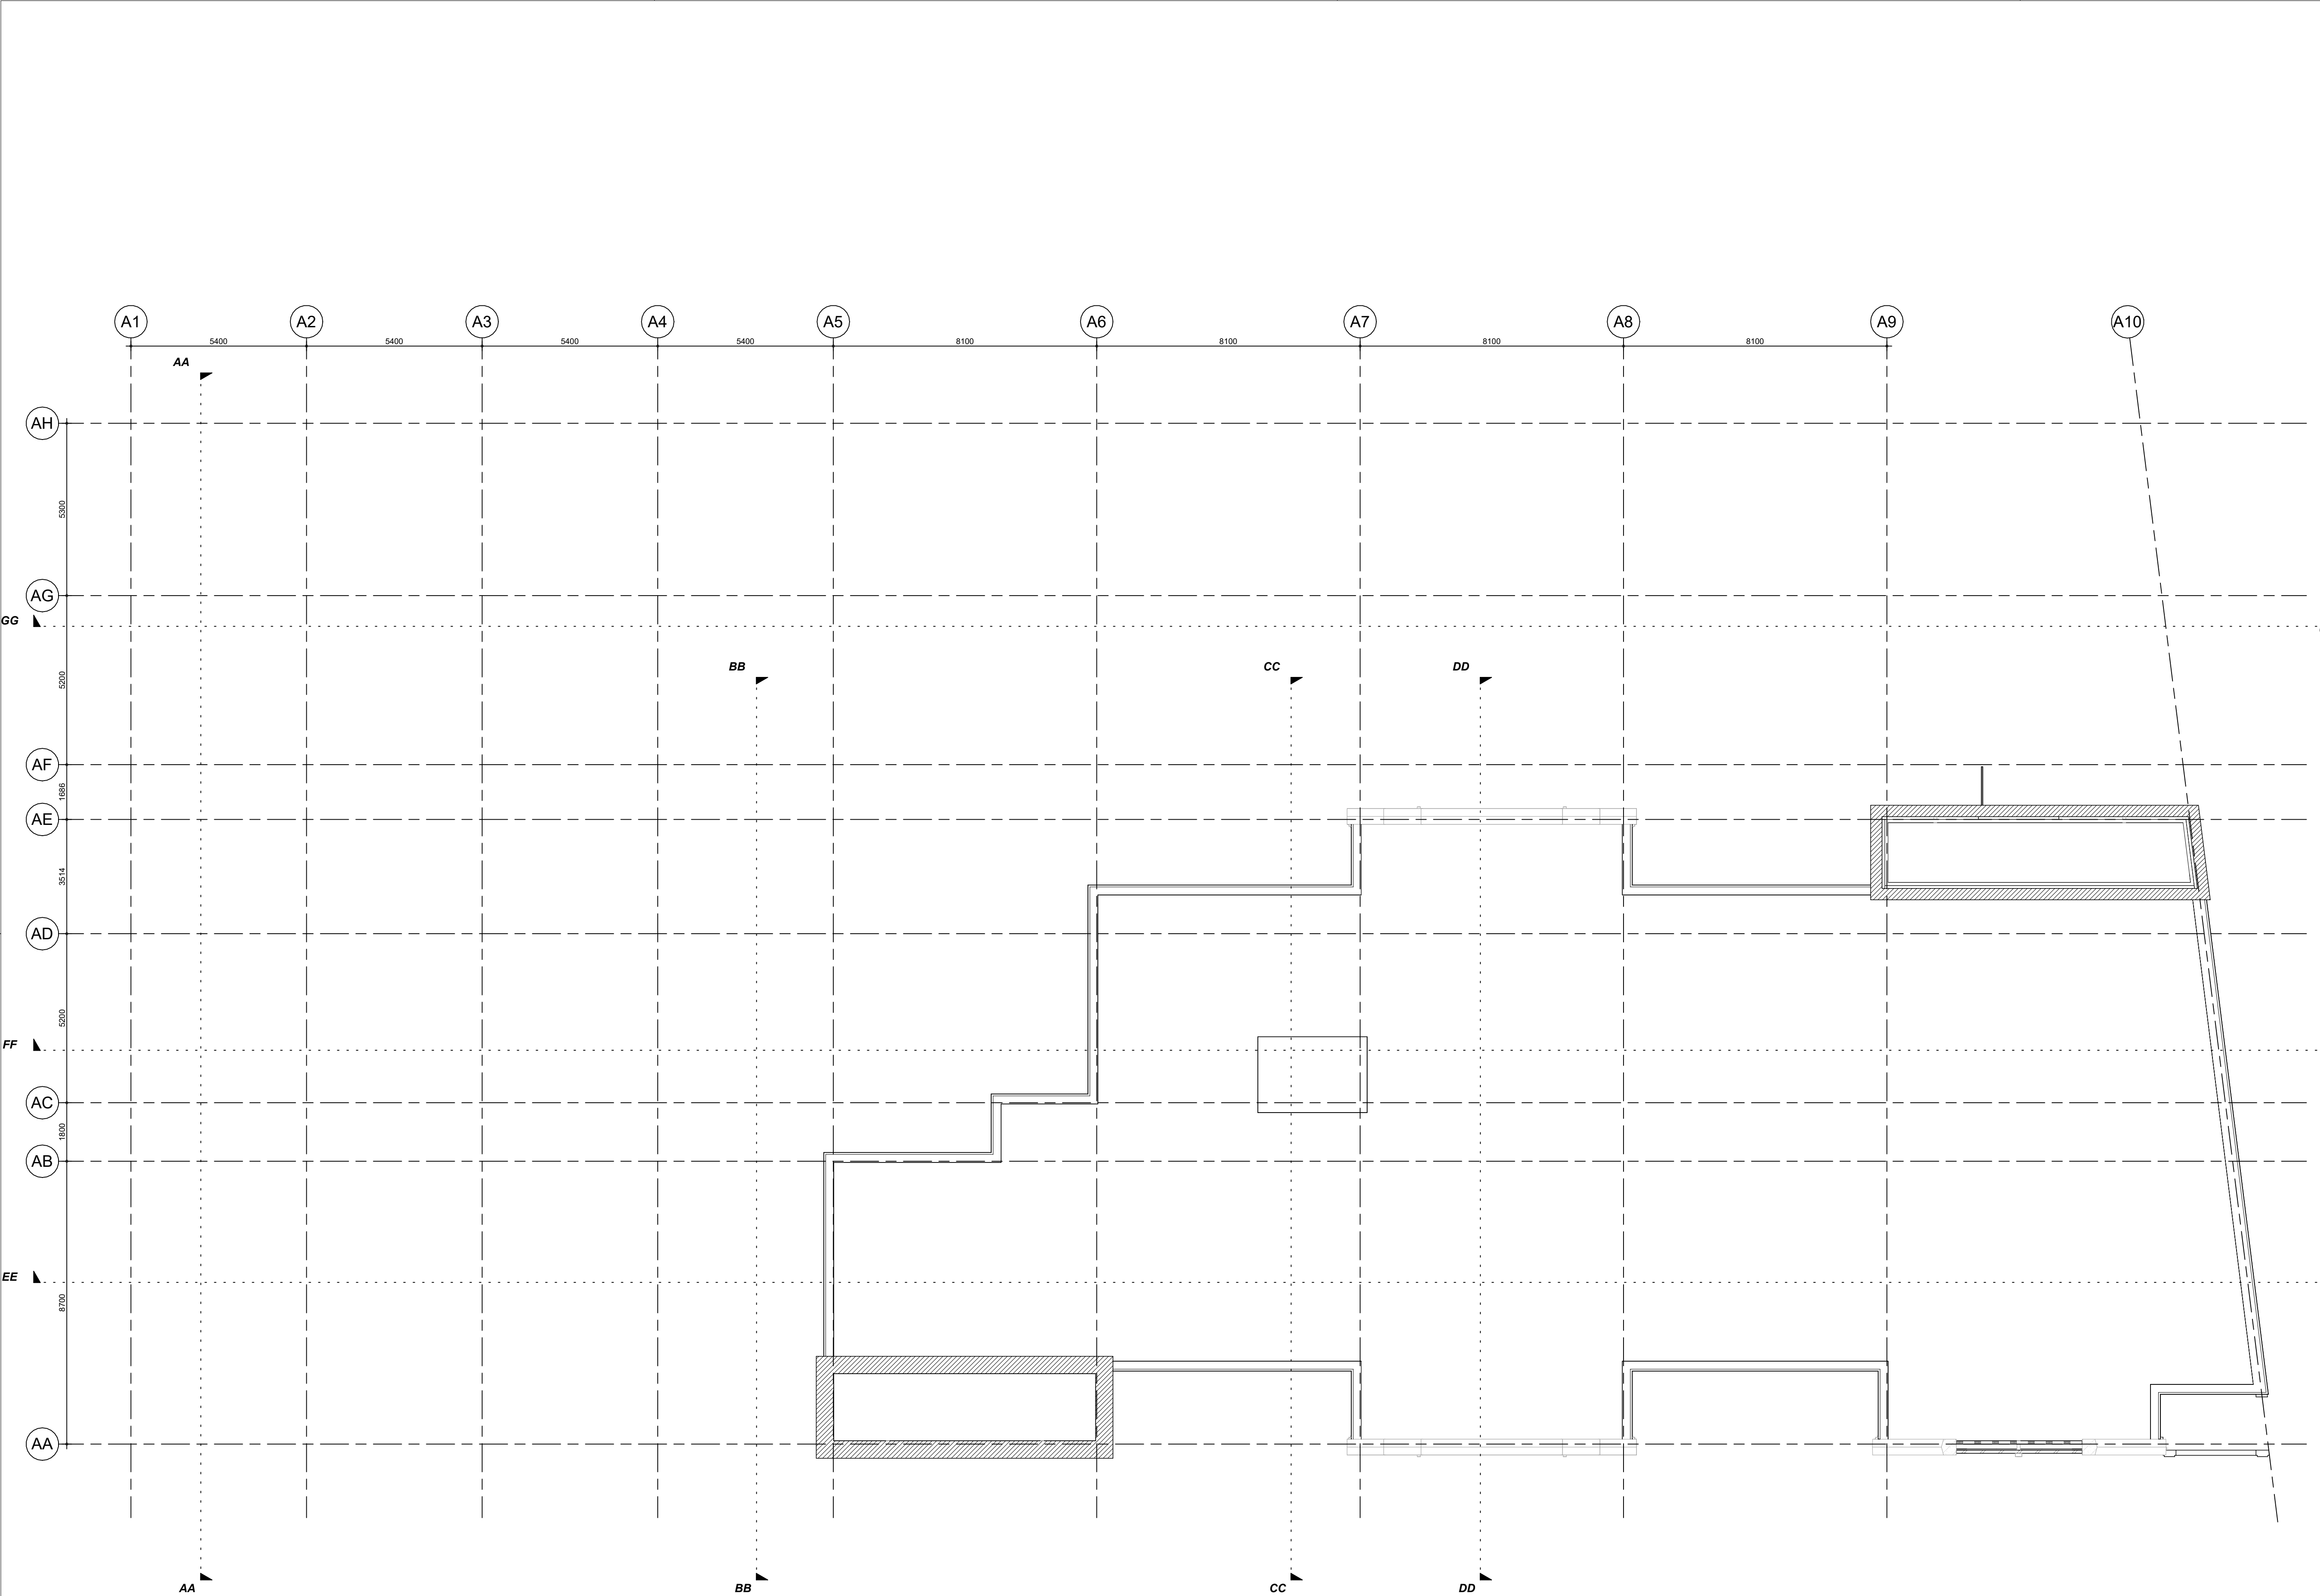 A1 A2 A3 A4 A5 A6 A7 A8 A9 A10
5400 5400 5400 5400 8100 8100 8100 8100
AA
AH
5300
AG
GG
BB CC DD
5200
AF
1686
AE
3514
AD
5200
FF
AC
1800
AB
EE
8700
AA
AA BB CC DD